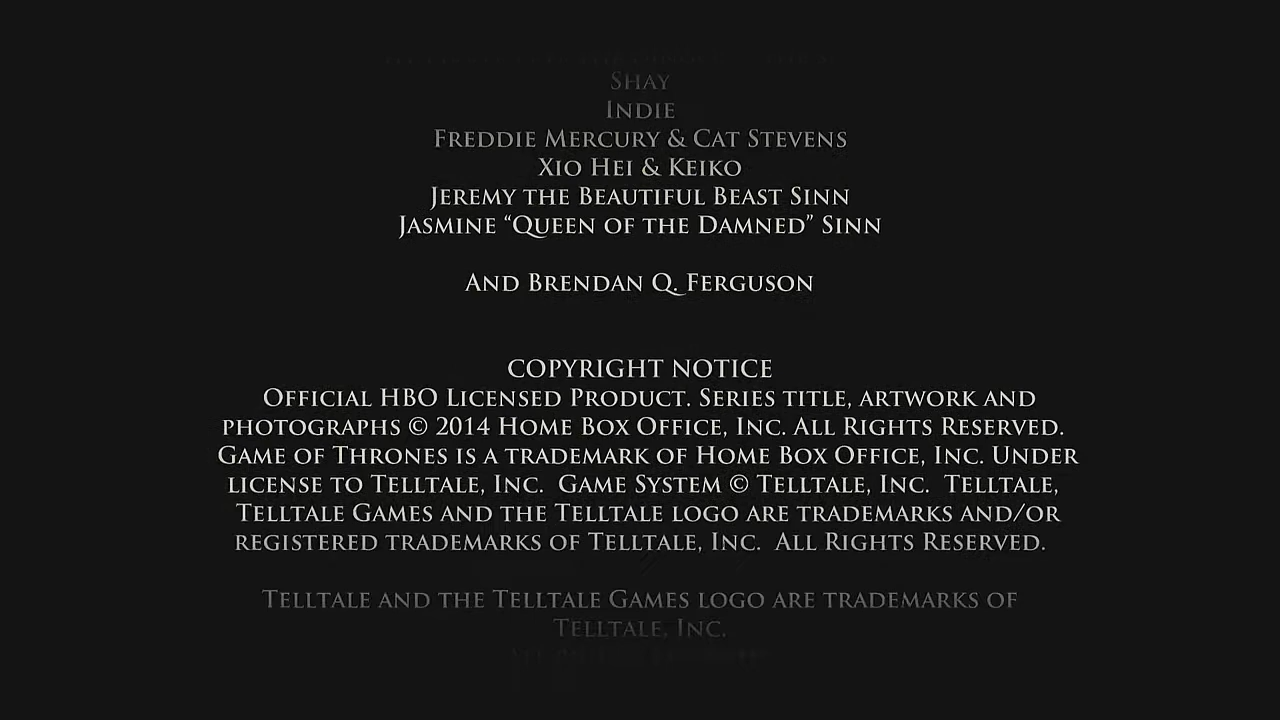 Shay
Indie
Freddie Mercury & Cat Stevens
Xio Hei & Keiko
Jeremy the Beautiful Beast Sinn
Jasmine “Queen of the Damned” Sinn
And Brendan Q. Ferguson
COPYRIGHT NOTICE
Official HBO Licensed Product. Series title, artwork and
photographs © 2014 Home Box Office, Inc. All Rights Reserved.
Game of Thrones is a trademark of Home Box Office, Inc. Under
license to Telltale, Inc. Game System © Telltale, Inc. Telltale,
Telltale Games and the Telltale logo are trademarks and/or
registered trademarks of Telltale, Inc. All Rights Reserved.
Telltale and the Telltale Games logo are trademarks of
Telltale, Inc.